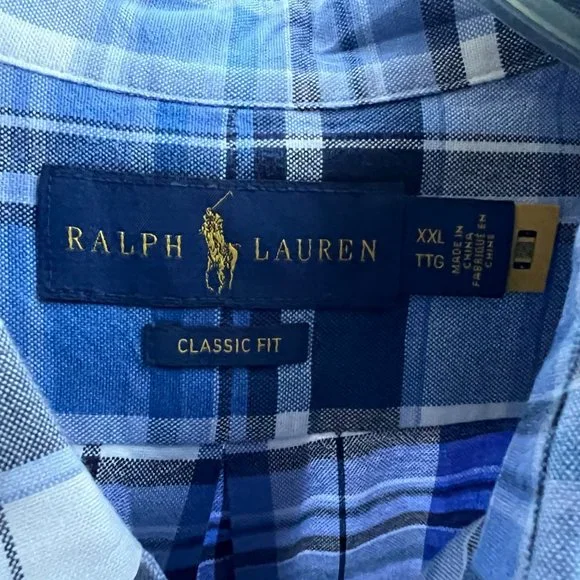 RALPH LAUREN
XXL
TTG
MADE IN
CHINA
FABRIQUÉ EN
CHINE
CLASSIC FIT